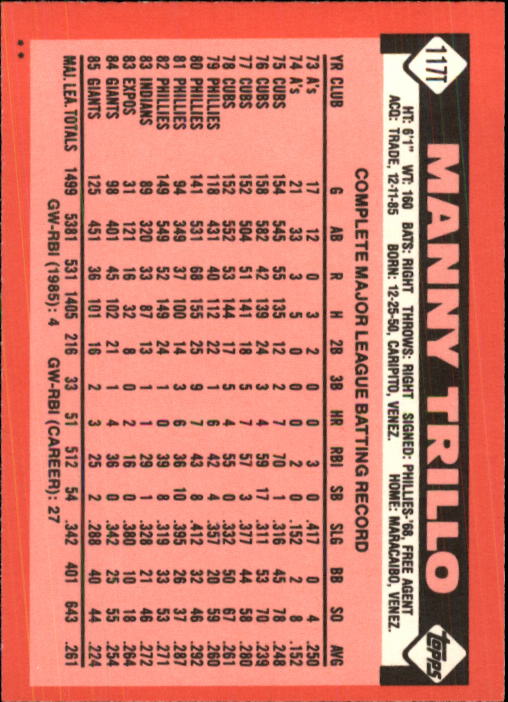 117T
MANNY TRILLO
topps
HT: 6'1" WT: 160 BATS: RIGHT THROWS: RIGHT SIGNED: PHILLIES-'68, FREE AGENT
ACQ: TRADE, 12-11-85 BORN: 12-25-50, CARIPITO, VENEZ. HOME: MARACAIBO, VENEZ.
COMPLETE MAJOR LEAGUE BATTING RECORD
YR CLUB G AB R H 2B 3B HR RBI SB SLG BB SO AVG
73 A's 17 12 0 3 2 0 0 3 0 .417 0 4 .250
74 A's 21 33 3 5 0 0 0 2 0 .152 2 8 .152
75 CUBS 154 545 55 135 12 2 7 70 1 .316 45 78 .248
76 CUBS 158 582 42 139 24 3 4 59 17 .311 53 70 .239
77 CUBS 152 504 51 141 18 5 7 57 3 .377 44 58 .280
78 CUBS 152 552 53 144 17 5 4 55 0 .332 50 67 .261
79 PHILLIES 118 431 40 112 22 1 6 42 4 .357 20 59 .260
80 PHILLIES 141 531 68 155 25 9 7 43 8 .412 32 46 .292
81 PHILLIES 94 349 37 100 14 3 6 36 10 .395 26 37 .287
82 PHILLIES 149 549 52 149 24 1 0 39 8 .319 33 53 .271
83 INDIANS 89 320 33 87 13 1 1 29 1 .328 21 46 .272
83 EXPOS 31 121 16 32 8 0 2 16 0 .380 10 18 .264
84 GIANTS 98 401 45 102 21 1 4 36 0 .342 25 55 .254
85 GIANTS 125 451 36 101 16 2 3 25 2 .288 40 44 .224
MAJ. LEA. TOTALS 1499 5381 531 1405 216 33 51 512 54 .342 401 643 .261
GW-RBI (1985): 4 GW-RBI (CAREER): 27
**